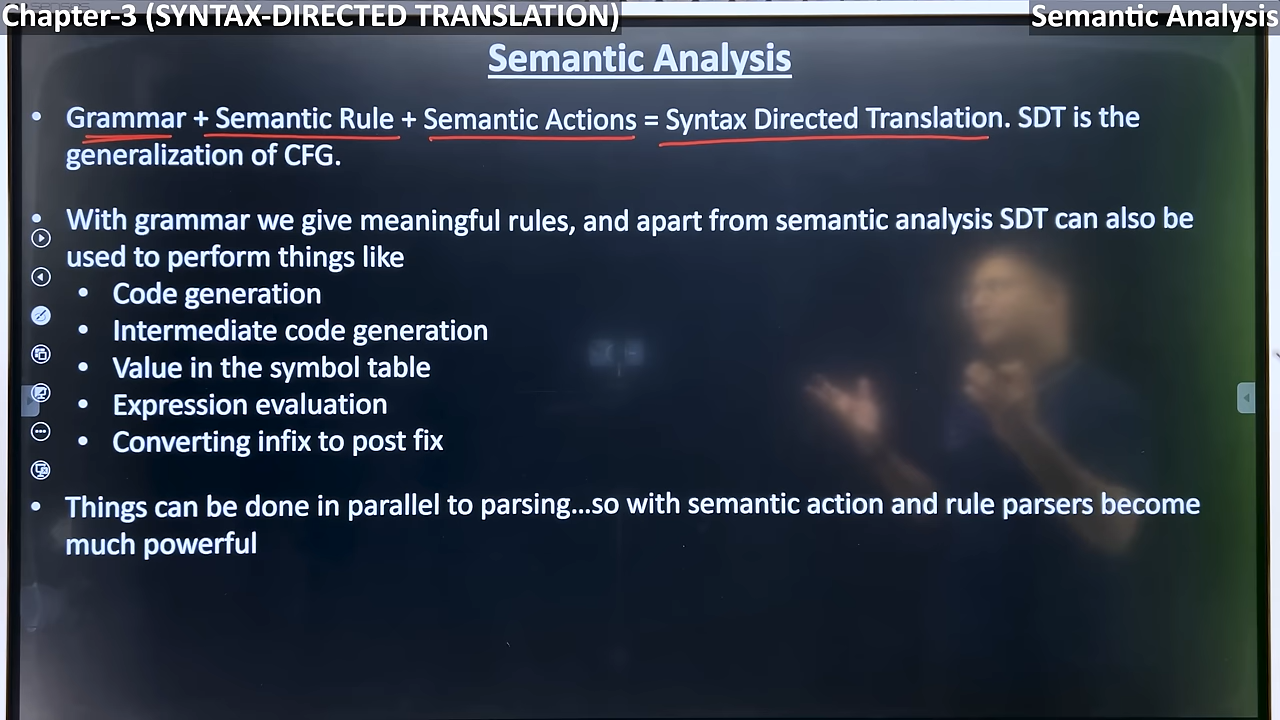 Chapter-3 (SYNTAX-DIRECTED TRANSLATION)
Semantic Analysis
Semantic Analysis
• Grammar + Semantic Rule + Semantic Actions = Syntax Directed Translation. SDT is the
generalization of CFG.
• With grammar we give meaningful rules, and apart from semantic analysis SDT can also be
used to perform things like
• Code generation
• Intermediate code generation
• Value in the symbol table
• Expression evaluation
• Converting infix to post fix
• Things can be done in parallel to parsing...so with semantic action and rule parsers become
much powerful